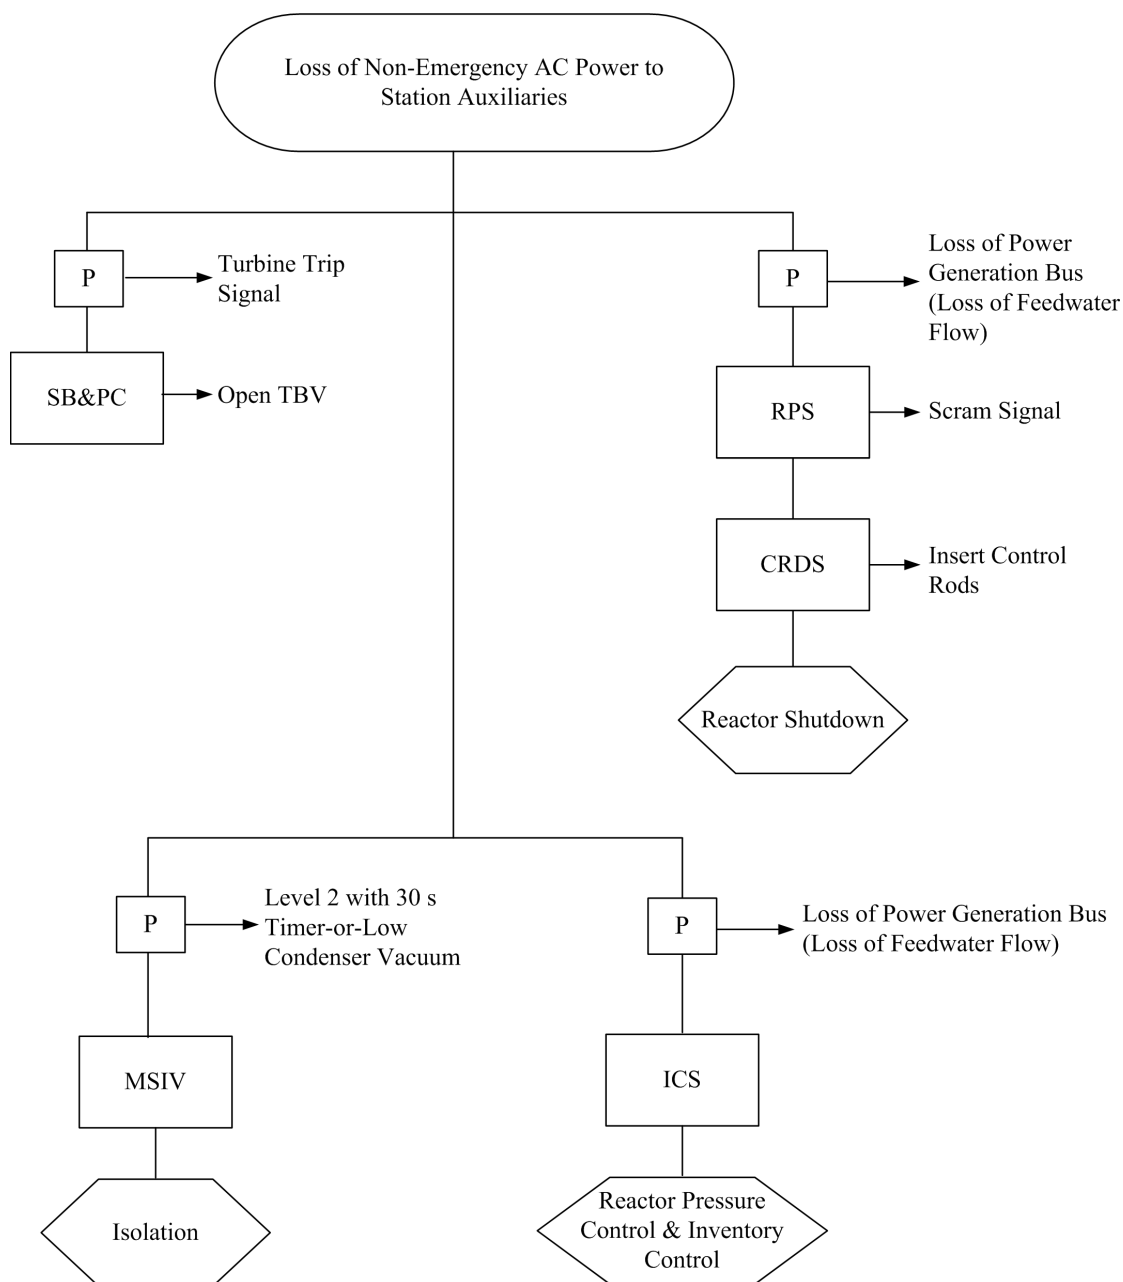 Loss of Non-Emergency AC Power to
Station Auxiliaries
P
Turbine Trip
Signal
SB&PC
Open TBV
P
Loss of Power
Generation Bus
(Loss of Feedwater
Flow)
RPS
Scram Signal
CRDS
Insert Control
Rods
Reactor Shutdown
P
Level 2 with 30 s
Timer-or-Low
Condenser Vacuum
MSIV
Isolation
P
Loss of Power Generation Bus
(Loss of Feedwater Flow)
ICS
Reactor Pressure
Control & Inventory
Control